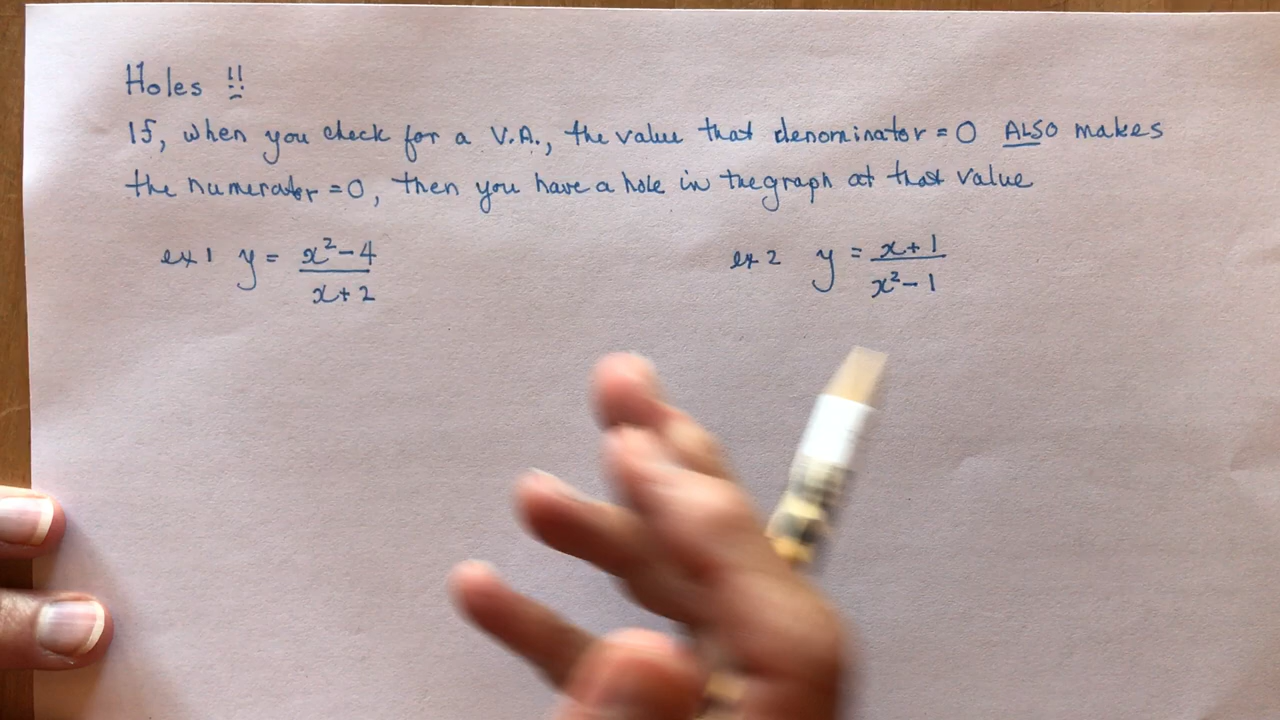 Holes !!
If, when you check for a V.A., the value that denominator = 0 ALSO makes
the numerator = 0, then you have a hole in the graph at that value
ex 1 y = x²-4 / x+2
ex 2 y = x+1 / x²-1